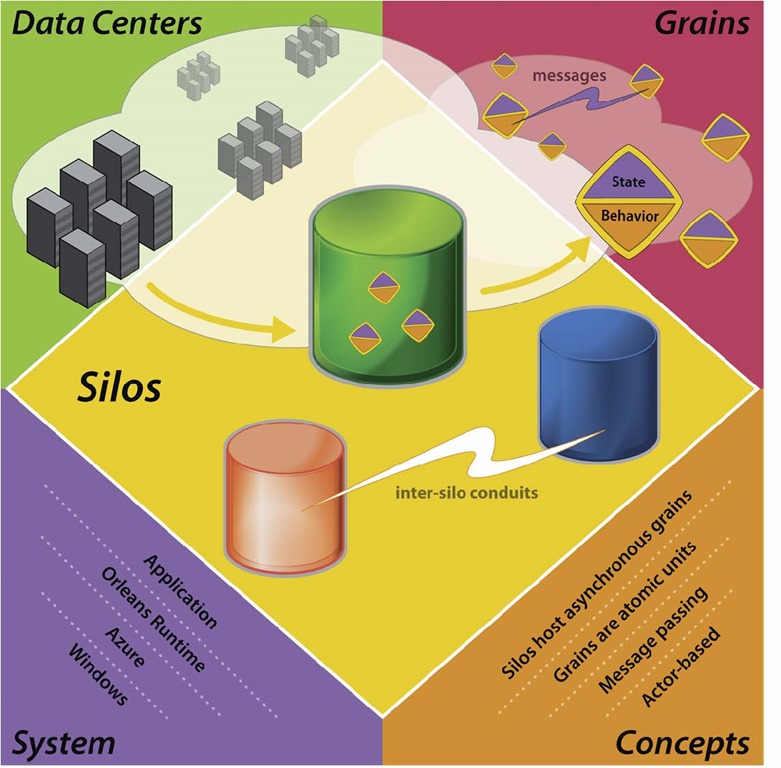 Data Centers
Grains
messages
State
Behavior
Silos
inter-silo conduits
Application
Orleans Runtime
Azure
Windows
System
Silos host asynchronous grains
Grains are atomic units
Message passing
Actor-based
Concepts